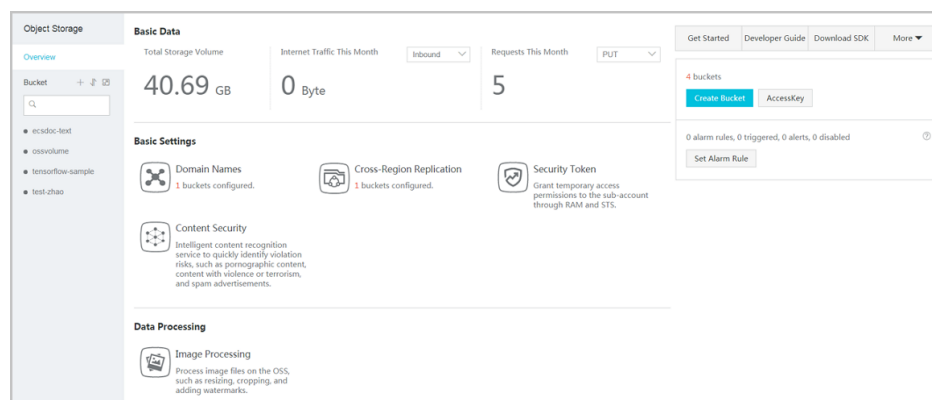 Object Storage
Overview
Bucket
ecsdoc-text
ossvolume
tensorflow-sample
test-zhao
Basic Data
Total Storage Volume
40.69 GB
Internet Traffic This Month
Inbound
0 Byte
Requests This Month
PUT
5
Basic Settings
Domain Names
1 buckets configured.
Cross-Region Replication
1 buckets configured.
Security Token
Grant temporary access
permissions to the sub-account
through RAM and STS.
Content Security
Intelligent content recognition
service to quickly identify violation
risks, such as pornographic content,
content with violence or terrorism,
and spam advertisements.
Data Processing
Image Processing
Process image files on the OSS,
such as resizing, cropping, and
adding watermarks.
Get Started
Developer Guide
Download SDK
More
4 buckets
Create Bucket
AccessKey
0 alarm rules, 0 triggered, 0 alerts, 0 disabled
Set Alarm Rule